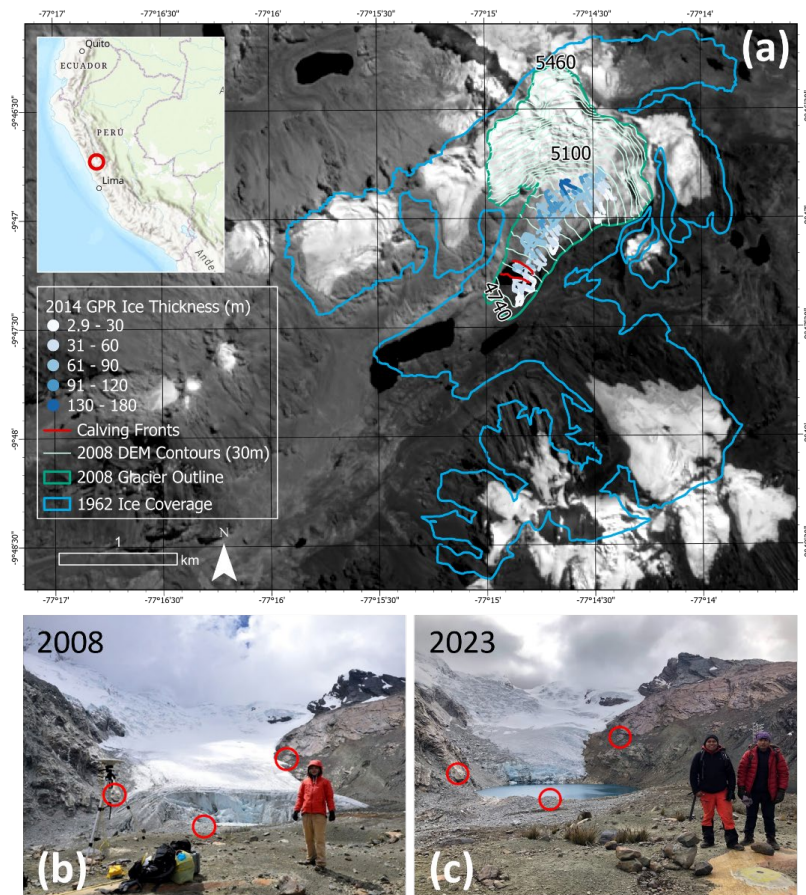 -77°17'
-77°16'30"
-77°16'
-77°15'30"
-77°15'
-77°14'30"
-77°14'
(a)
Quito
ECUADOR
PERÚ
Lima
Ande
5460
5100
4740
-9°46'30"
-9°47'
-9°47'30"
-9°48'
-9°48'30"
2014 GPR Ice Thickness (m)
2.9 - 30
31 - 60
61 - 90
91 - 120
130 - 180
Calving Fronts
2008 DEM Contours (30m)
2008 Glacier Outline
1962 Ice Coverage
1
km
N
-77°17'
-77°16'30"
-77°16'
-77°15'30"
-77°15'
-77°14'30"
-77°14'
2008
(b)
2023
(c)